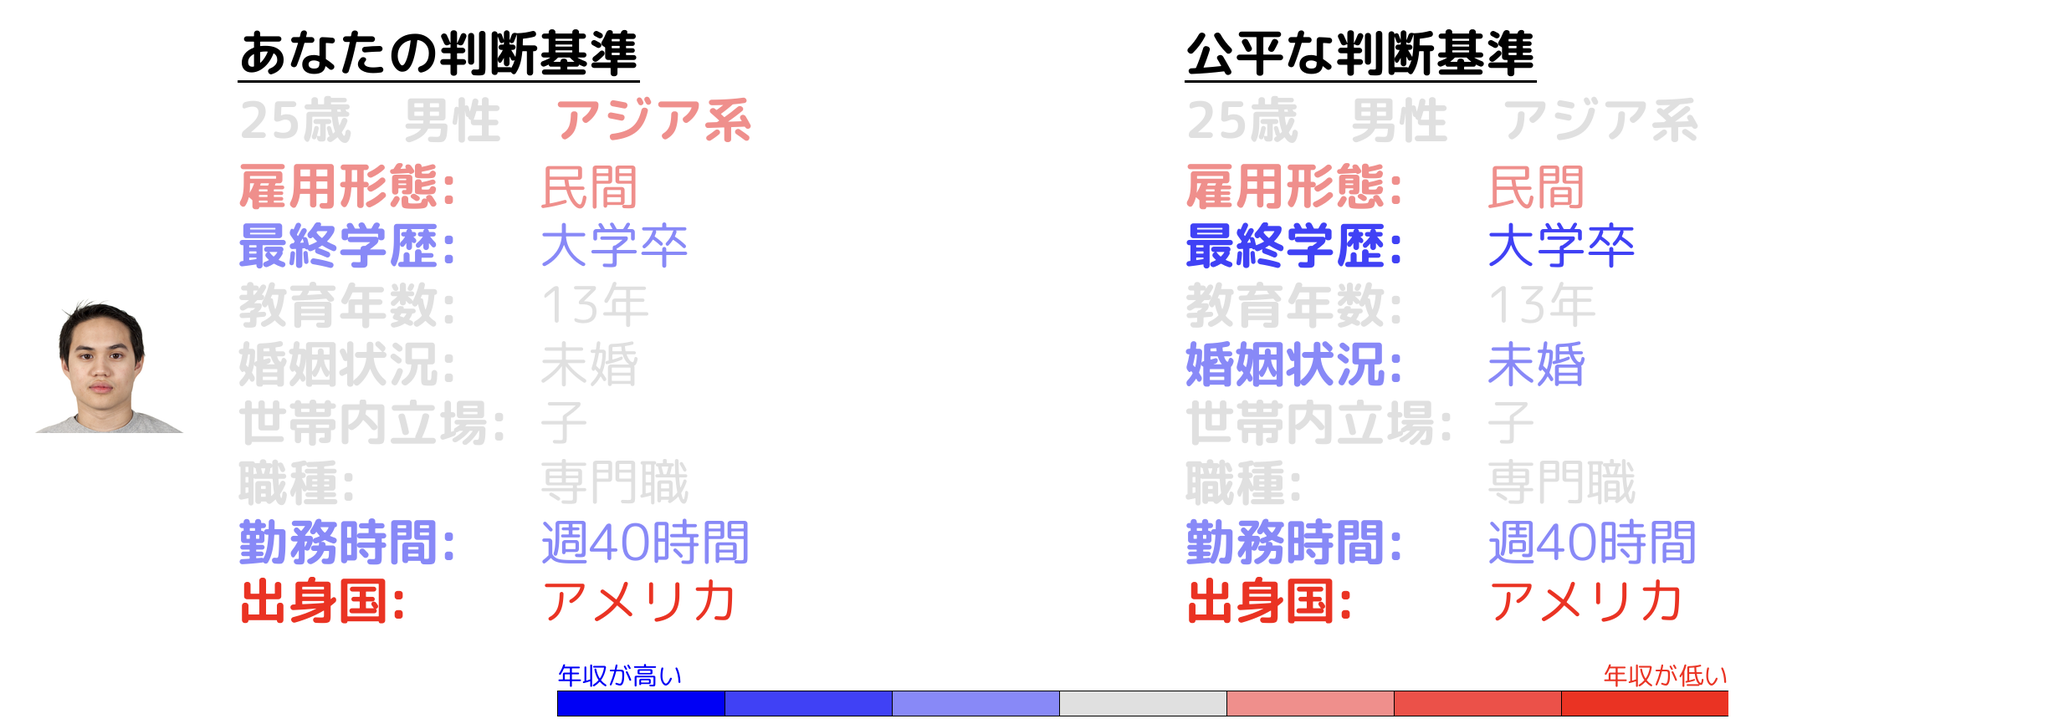 あなたの判断基準
25歳 男性 アジア系
雇用形態: 民間
最終学歴: 大学卒
教育年数: 13年
婚姻状況: 未婚
世帯内立場: 子
職種: 専門職
勤務時間: 週40時間
出身国: アメリカ
公平な判断基準
25歳 男性 アジア系
雇用形態: 民間
最終学歴: 大学卒
教育年数: 13年
婚姻状況: 未婚
世帯内立場: 子
職種: 専門職
勤務時間: 週40時間
出身国: アメリカ
年収が高い
年収が低い